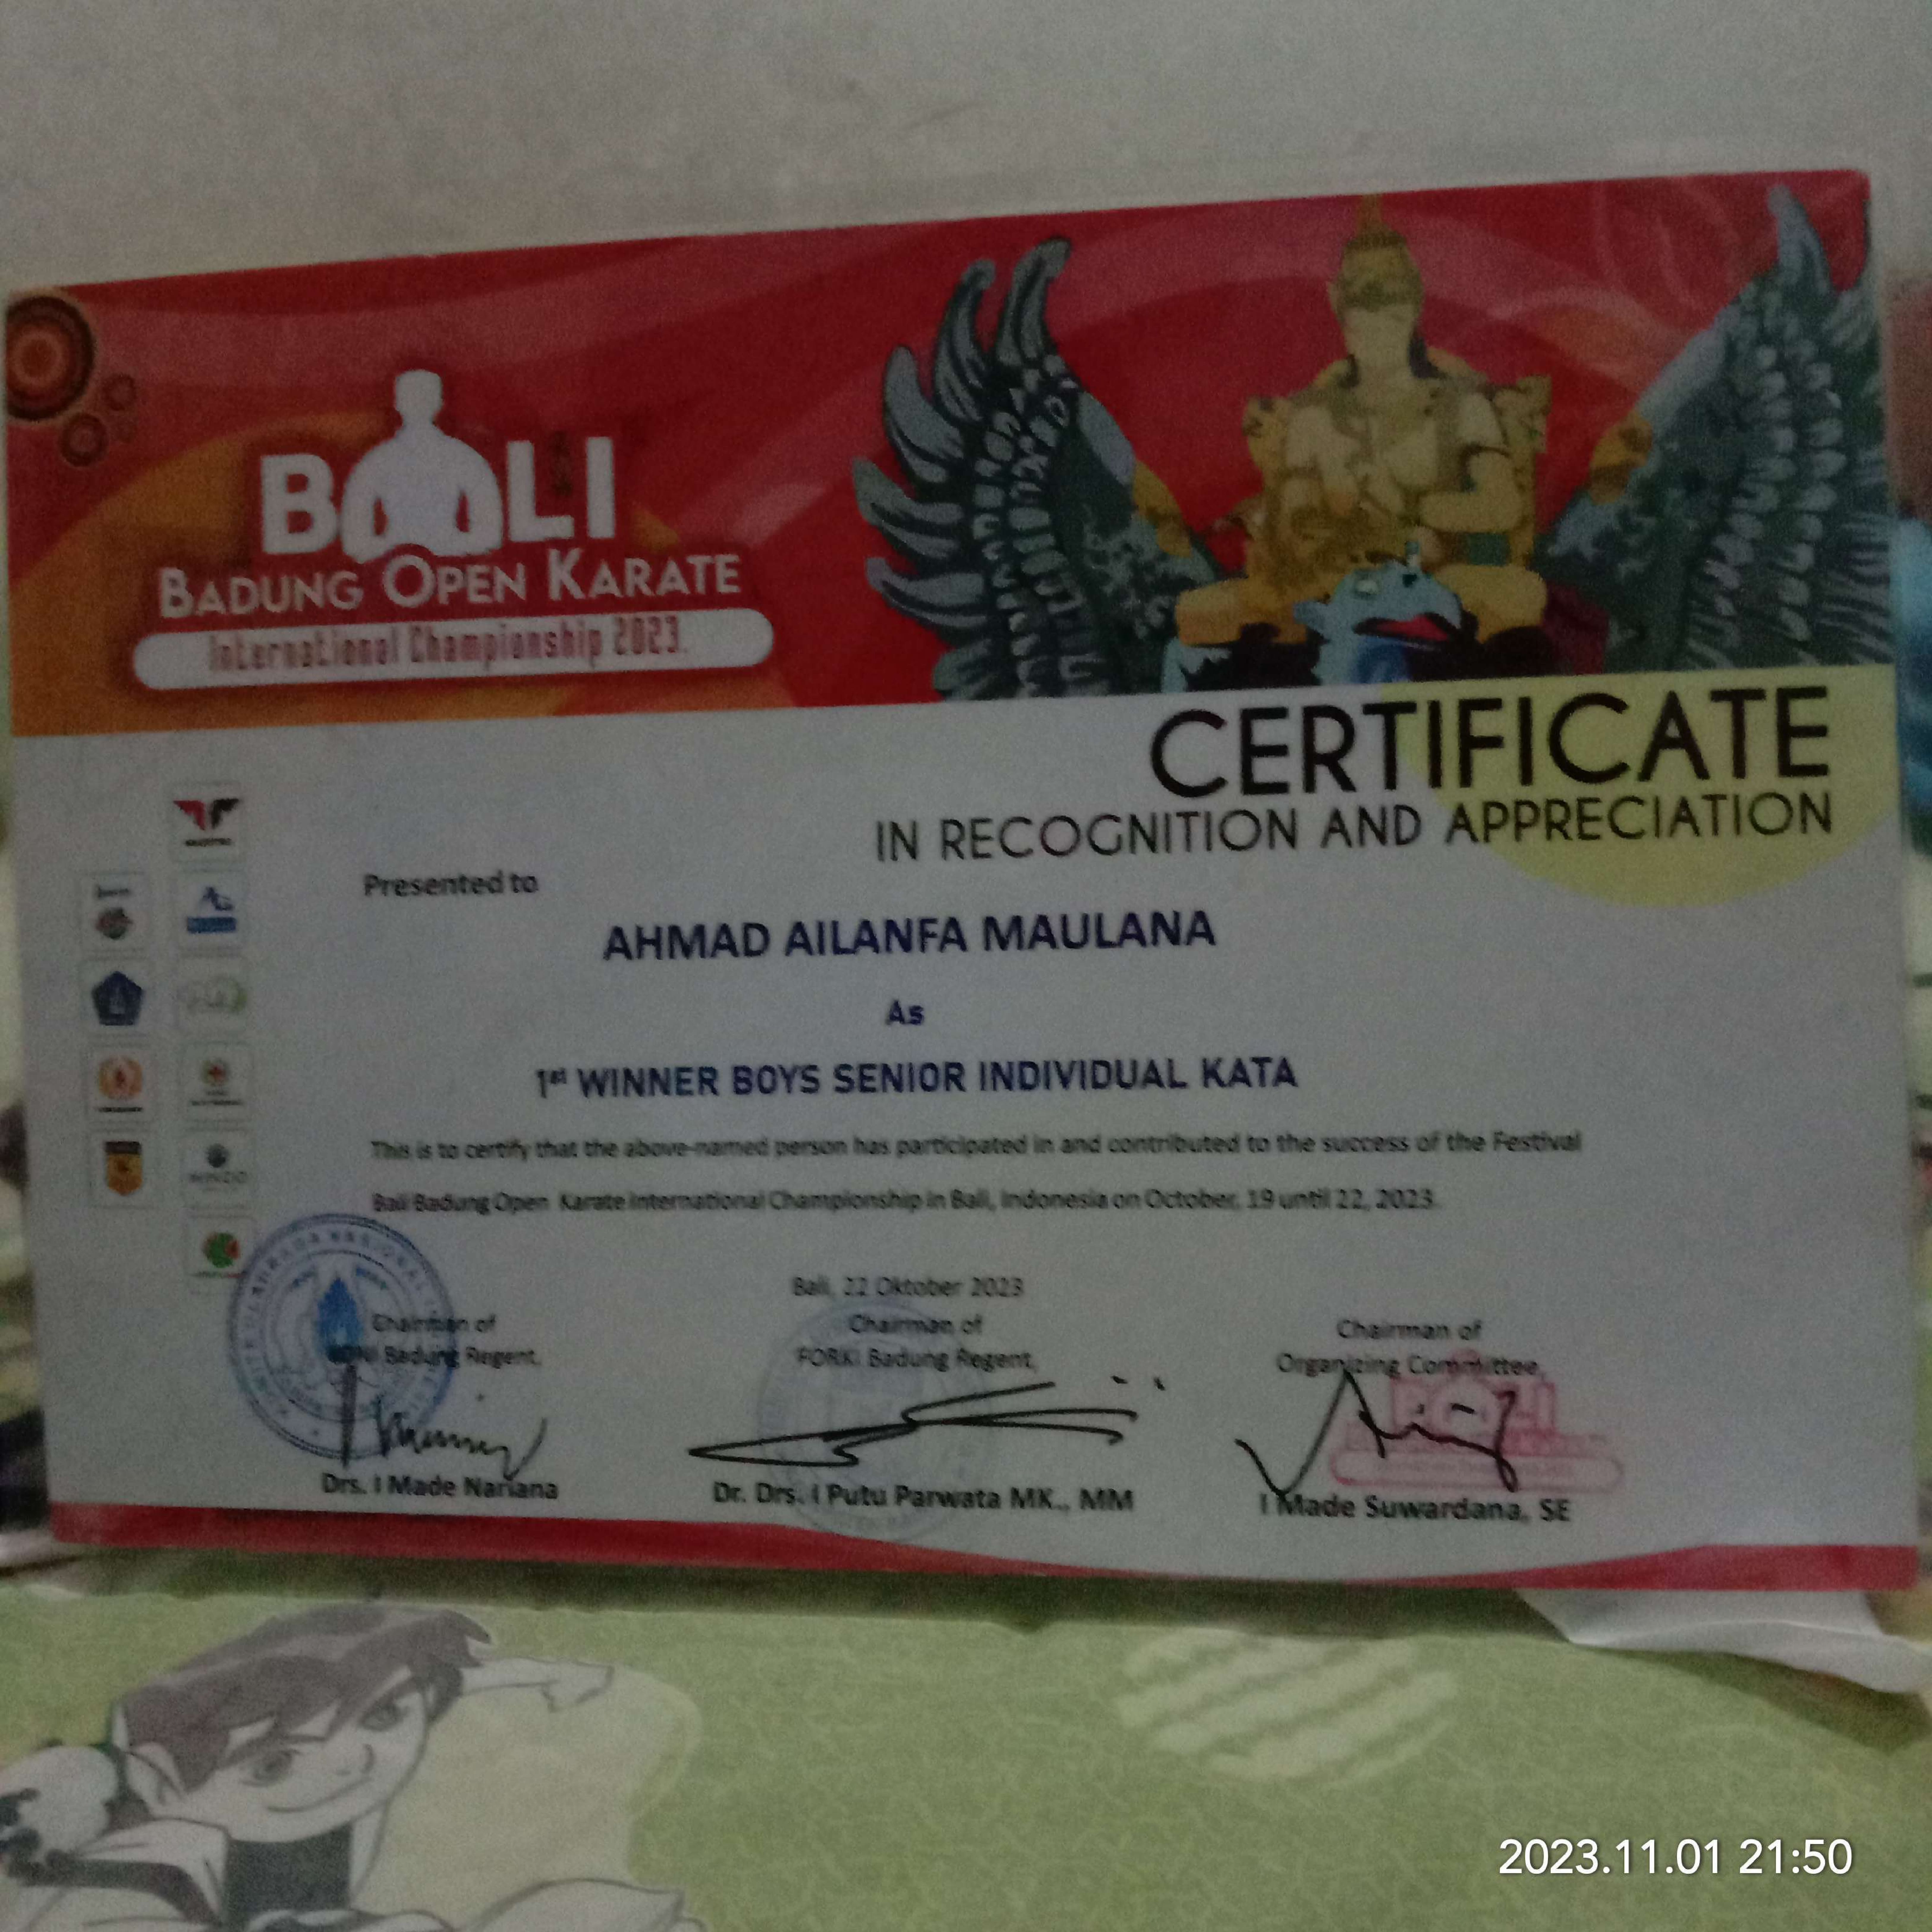 BALI
BADUNG OPEN KARATE
International Championship 2023.
CERTIFICATE
IN RECOGNITION AND APPRECIATION
Presented to
AHMAD AILANFA MAULANA
As
1st WINNER BOYS SENIOR INDIVIDUAL KATA
This is to certify that the above-named person has participated in and contributed to the success of the Festival
Bali Badung Open Karate International Championship in Bali, Indonesia on October, 19 until 22, 2023.
Bali, 22 Oktober 2023
Chairman of
KONI Badung Regent,
Drs. I Made Nariana
Chairman of
FORKI Badung Regent,
Dr. Drs. I Putu Parwata MK., MM
Chairman of
Organizing Committee,
I Made Suwardana, SE
2023.11.01 21:50